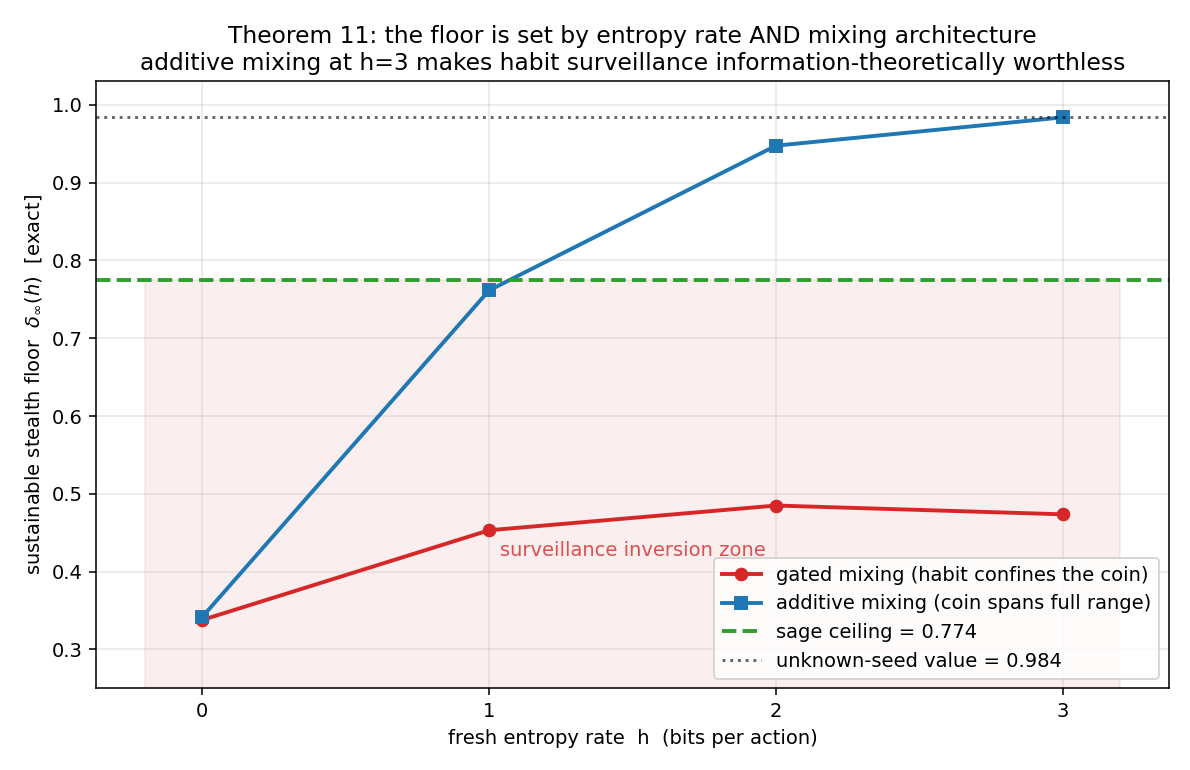 Theorem 11: the floor is set by entropy rate AND mixing architecture
additive mixing at h=3 makes habit surveillance information-theoretically worthless
sustainable stealth floor δ∞(h) [exact]
1.0
0.9
0.8
0.7
0.6
0.5
0.4
0.3
surveillance inversion zone
gated mixing (habit confines the coin)
additive mixing (coin spans full range)
sage ceiling = 0.774
unknown-seed value = 0.984
0
1
2
3
fresh entropy rate h (bits per action)